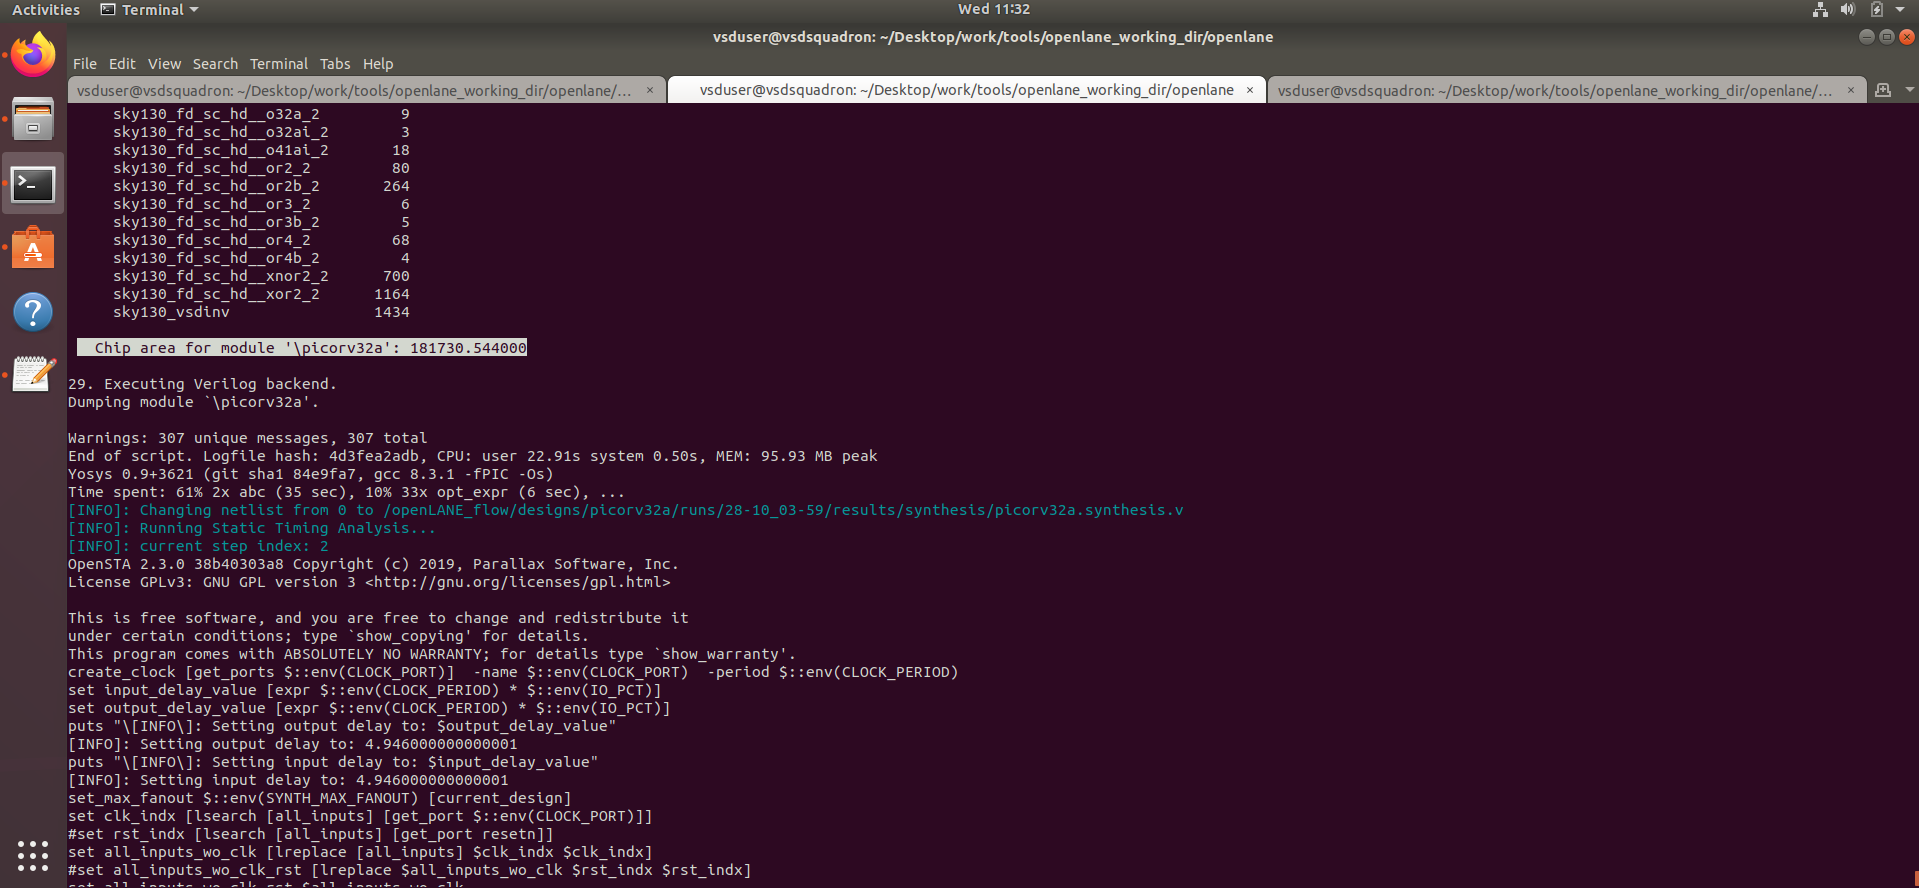 Activities Terminal Wed 11:32
vsduser@vsdsquadron: ~/Desktop/work/tools/openlane_working_dir/openlane
File Edit View Search Terminal Tabs Help
vsduser@vsdsquadron: ~/Desktop/work/tools/openlane_working_dir/openlane/... × vsduser@vsdsquadron: ~/Desktop/work/tools/openlane_working_dir/openlane × vsduser@vsdsquadron: ~/Desktop/work/tools/openlane_working_dir/openlane/... ×
sky130_fd_sc_hd__o32a_2 9
sky130_fd_sc_hd__o32ai_2 3
sky130_fd_sc_hd__o41ai_2 18
sky130_fd_sc_hd__or2_2 80
sky130_fd_sc_hd__or2b_2 264
sky130_fd_sc_hd__or3_2 6
sky130_fd_sc_hd__or3b_2 5
sky130_fd_sc_hd__or4_2 68
sky130_fd_sc_hd__or4b_2 4
sky130_fd_sc_hd__xnor2_2 700
sky130_fd_sc_hd__xor2_2 1164
sky130_vsdinv 1434
Chip area for module '\picorv32a': 181730.544000
29. Executing Verilog backend.
Dumping module `\picorv32a'.
Warnings: 307 unique messages, 307 total
End of script. Logfile hash: 4d3fea2adb, CPU: user 22.91s system 0.50s, MEM: 95.93 MB peak
Yosys 0.9+3621 (git sha1 84e9fa7, gcc 8.3.1 -fPIC -Os)
Time spent: 61% 2x abc (35 sec), 10% 33x opt_expr (6 sec), ...
[INFO]: Changing netlist from 0 to /openLANE_flow/designs/picorv32a/runs/28-10_03-59/results/synthesis/picorv32a.synthesis.v
[INFO]: Running Static Timing Analysis...
[INFO]: current step index: 2
OpenSTA 2.3.0 38b40303a8 Copyright (c) 2019, Parallax Software, Inc.
License GPLv3: GNU GPL version 3 <http://gnu.org/licenses/gpl.html>
This is free software, and you are free to change and redistribute it
under certain conditions; type `show_copying' for details.
This program comes with ABSOLUTELY NO WARRANTY; for details type `show_warranty'.
create_clock [get_ports $::env(CLOCK_PORT)]  -name $::env(CLOCK_PORT)  -period $::env(CLOCK_PERIOD)
set input_delay_value [expr $::env(CLOCK_PERIOD) * $::env(IO_PCT)]
set output_delay_value [expr $::env(CLOCK_PERIOD) * $::env(IO_PCT)]
puts "\[INFO\]: Setting output delay to: $output_delay_value"
[INFO]: Setting output delay to: 4.946000000000001
puts "\[INFO\]: Setting input delay to: $input_delay_value"
[INFO]: Setting input delay to: 4.946000000000001
set_max_fanout $::env(SYNTH_MAX_FANOUT) [current_design]
set clk_indx [lsearch [all_inputs] [get_port $::env(CLOCK_PORT)]]
#set rst_indx [lsearch [all_inputs] [get_port resetn]]
set all_inputs_wo_clk [lreplace [all_inputs] $clk_indx $clk_indx]
#set all_inputs_wo_clk_rst [lreplace $all_inputs_wo_clk $rst_indx $rst_indx]
set all_inputs_wo_clk_rst $all_inputs_wo_clk